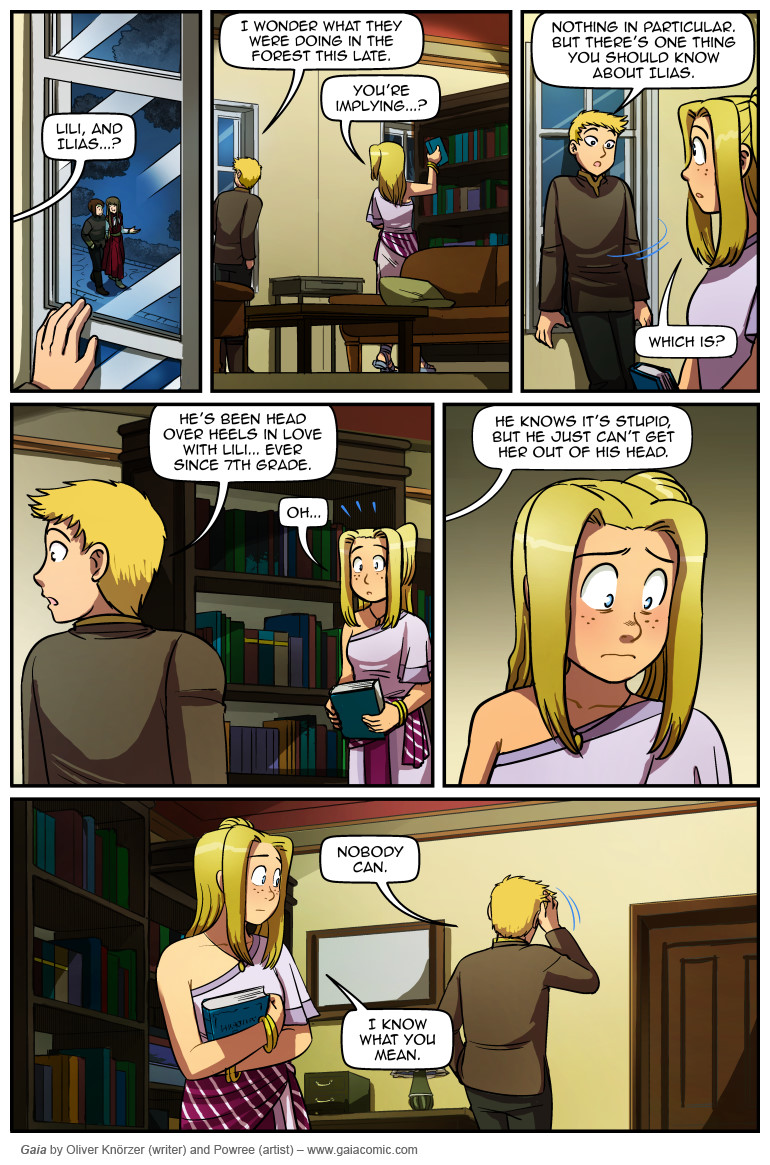 LILI, AND
ILIAS...?
I WONDER WHAT THEY
WERE DOING IN THE
FOREST THIS LATE.
YOU'RE
IMPLYING...?
NOTHING IN PARTICULAR.
BUT THERE'S ONE THING
YOU SHOULD KNOW
ABOUT ILIAS.
WHICH IS?
HE'S BEEN HEAD
OVER HEELS IN LOVE
WITH LILI... EVER
SINCE 7TH GRADE.
OH...
HE KNOWS IT'S STUPID,
BUT HE JUST CAN'T GET
HER OUT OF HIS HEAD.
NOBODY
CAN.
I KNOW
WHAT YOU
MEAN.
Gaia by Oliver Knörzer (writer) and Powree (artist) – www.gaiacomic.com